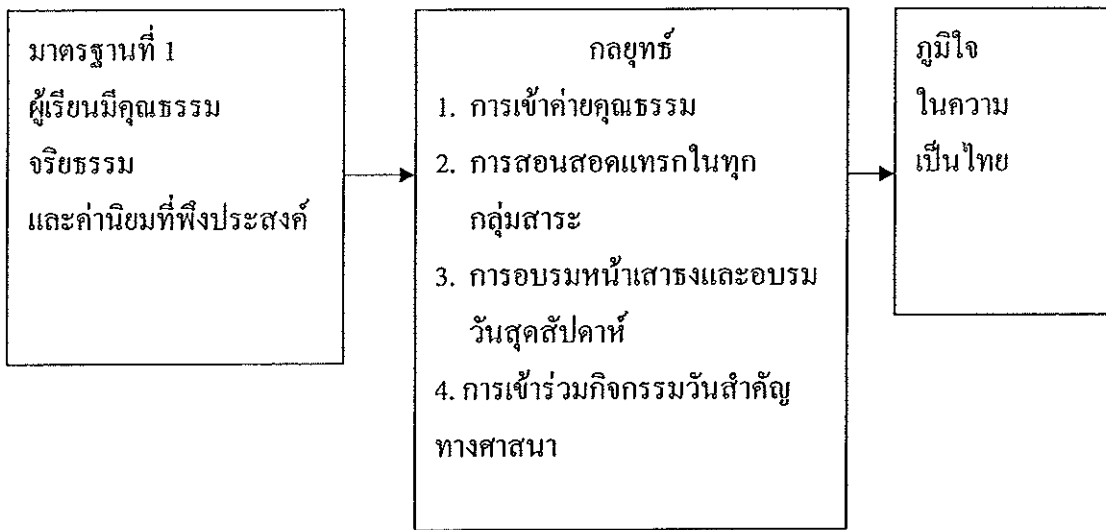 มาตรฐานที่ 1
ผู้เรียนมีคุณธรรม
จริยธรรม
และค่านิยมที่พึงประสงค์
กลยุทธ์
1. การเข้าค่ายคุณธรรม
2. การสอนสอดแทรกในทุก
กลุ่มสาระ
3. การอบรมหน้าเสาธงและอบรม
วันสุดสัปดาห์
4. การเข้าร่วมกิจกรรมวันสำคัญ
ทางศาสนา
ภูมิใจ
ในความ
เป็นไทย